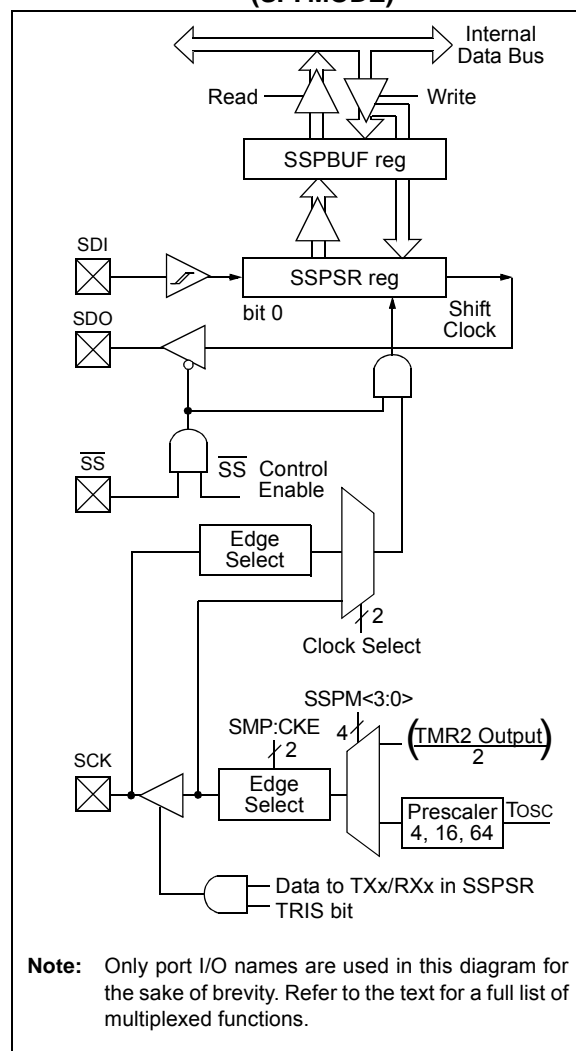 (SPI MODE)
Internal
Data Bus
Read
Write
SSPBUF reg
SDI
SSPSR reg
bit 0
Shift
Clock
SDO
SS
SS Control
Enable
Edge
Select
2
Clock Select
SSPM<3:0>
SMP:CKE
4
2
(TMR2 Output)
2
SCK
Edge
Select
Prescaler
4, 16, 64
TOSC
Data to TXx/RXx in SSPSR
TRIS bit
Note: Only port I/O names are used in this diagram for
the sake of brevity. Refer to the text for a full list of
multiplexed functions.